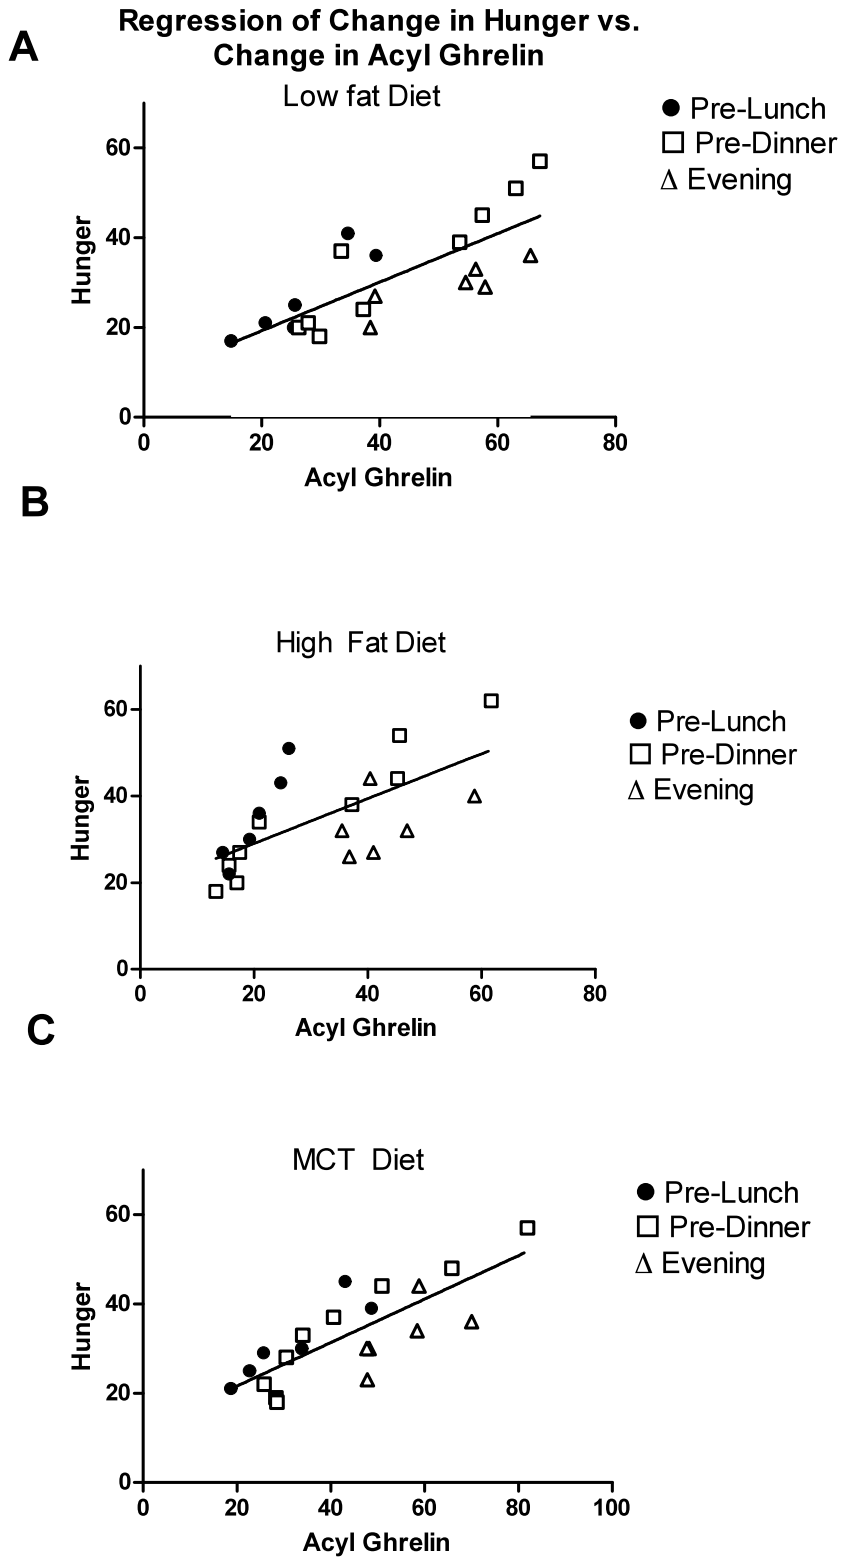 A
Regression of Change in Hunger vs.
Change in Acyl Ghrelin
Low fat Diet
Pre-Lunch
Pre-Dinner
Δ Evening
60
40
20
0
Hunger
0 20 40 60 80
Acyl Ghrelin
B
High Fat Diet
Pre-Lunch
Pre-Dinner
Δ Evening
60
40
20
0
Hunger
0 20 40 60 80
Acyl Ghrelin
C
MCT Diet
Pre-Lunch
Pre-Dinner
Δ Evening
60
40
20
0
Hunger
0 20 40 60 80 100
Acyl Ghrelin